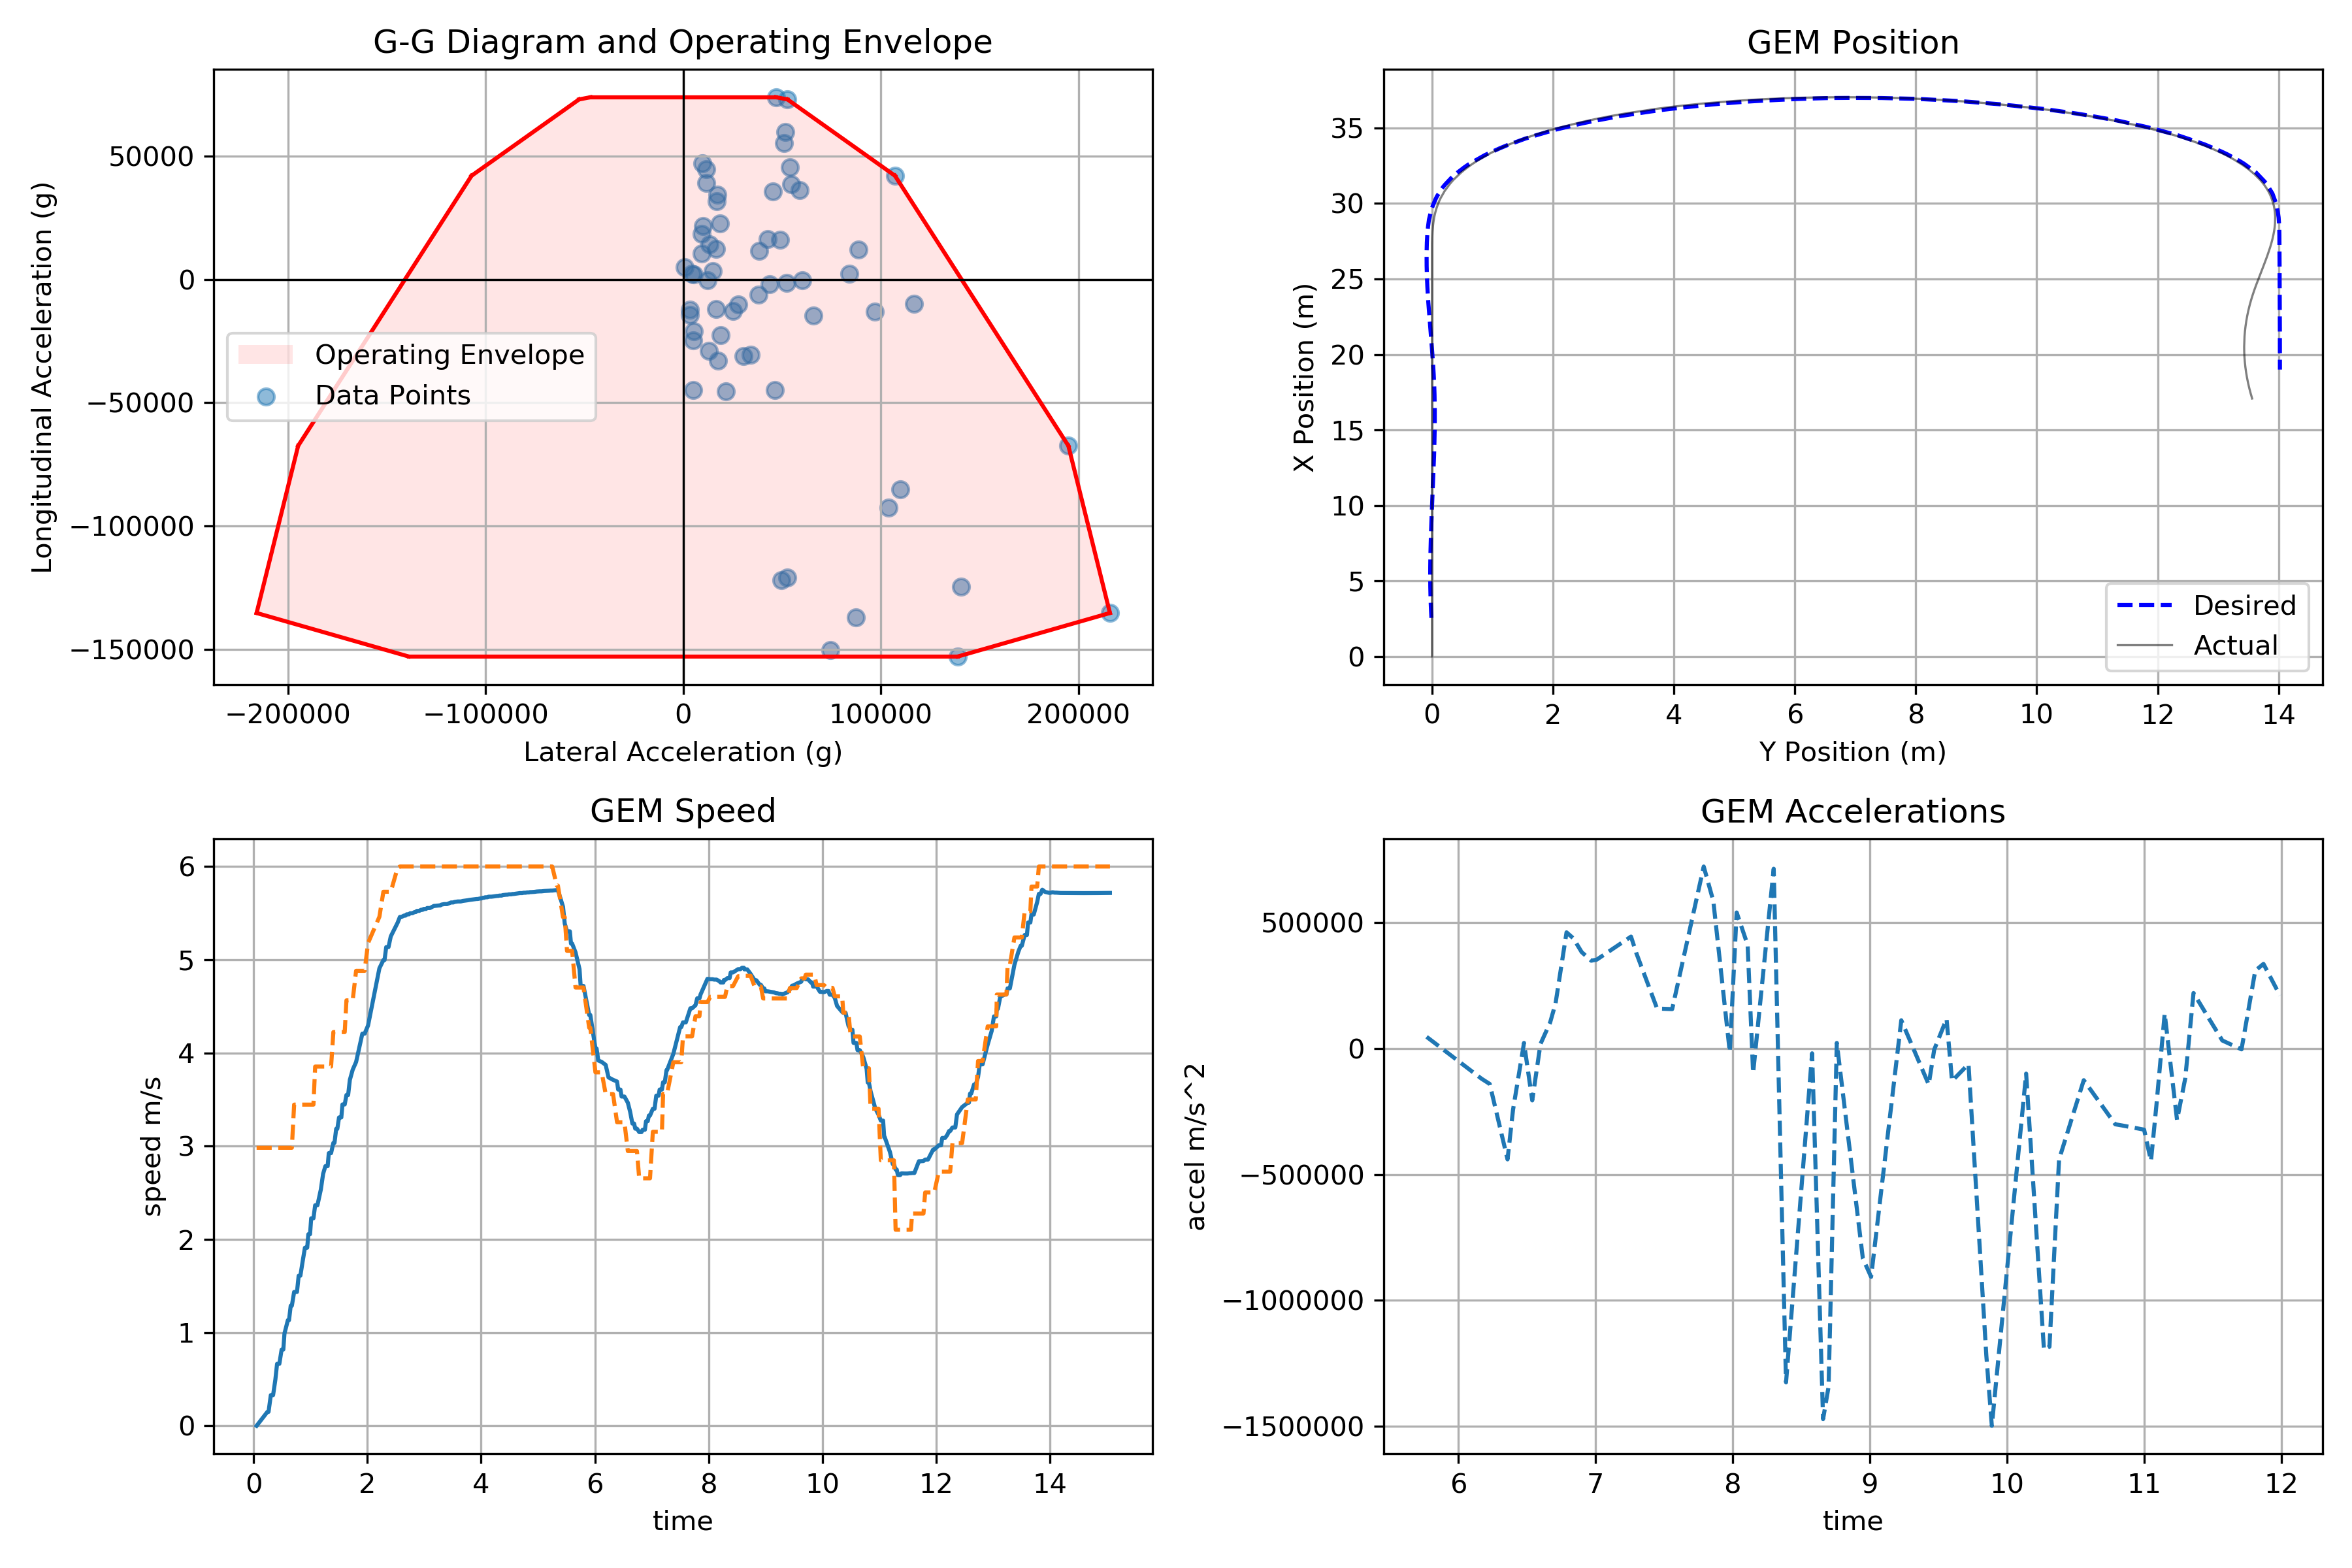 G-G Diagram and Operating Envelope
Longitudinal Acceleration (g)
50000
0
−50000
−100000
−150000
Operating Envelope
Data Points
−200000 −100000 0 100000 200000
Lateral Acceleration (g)
GEM Position
X Position (m)
35
30
25
20
15
10
5
0
Desired
Actual
0 2 4 6 8 10 12 14
Y Position (m)
GEM Speed
speed m/s
6
5
4
3
2
1
0
0 2 4 6 8 10 12 14
time
GEM Accelerations
accel m/s^2
500000
0
−500000
−1000000
−1500000
6 7 8 9 10 11 12
time